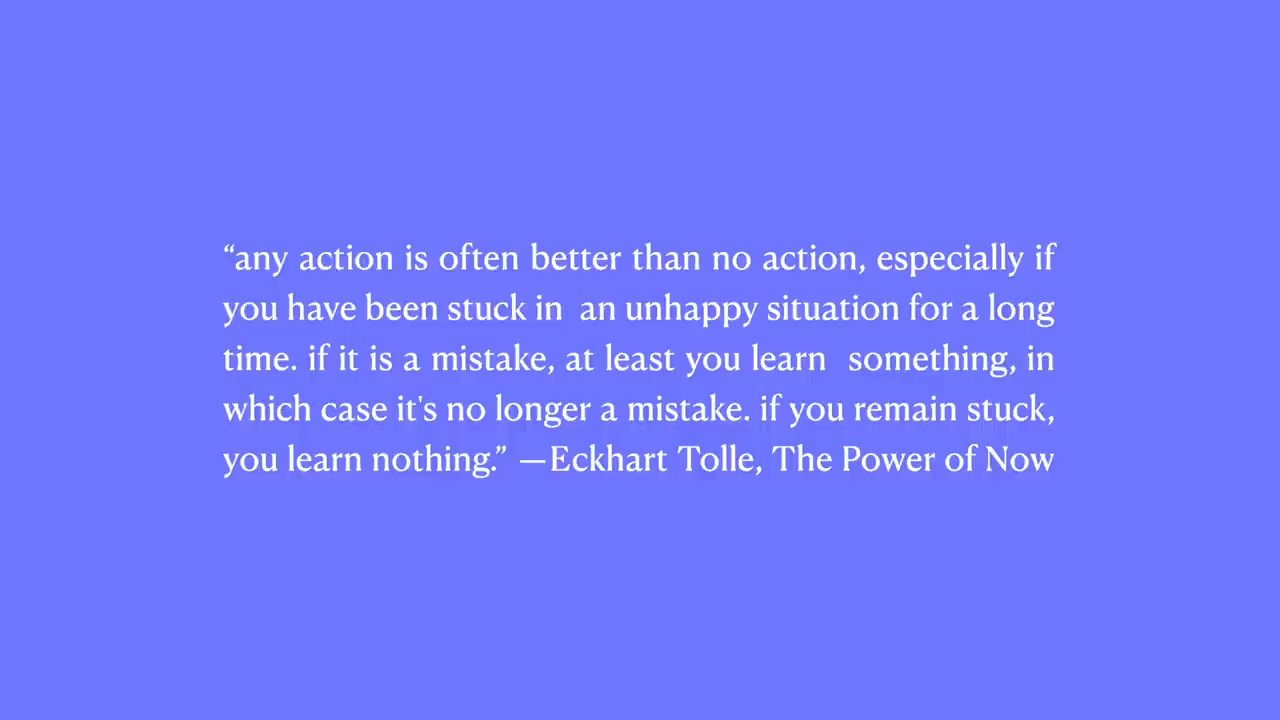 “any action is often better than no action, especially if
you have been stuck in  an unhappy situation for a long
time. if it is a mistake, at least you learn  something, in
which case it's no longer a mistake. if you remain stuck,
you learn nothing.” —Eckhart Tolle, The Power of Now